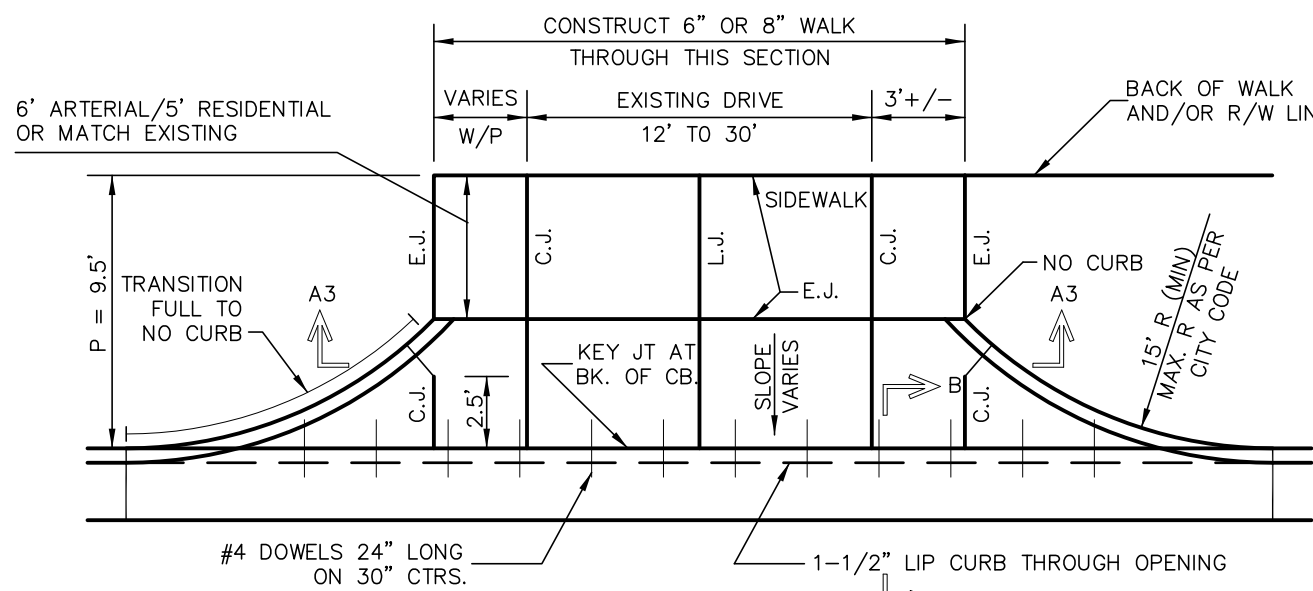 CONSTRUCT 6” OR 8” WALK
THROUGH THIS SECTION
6’ ARTERIAL/5’ RESIDENTIAL
OR MATCH EXISTING
VARIES
W/P
EXISTING DRIVE
12’ TO 30’
3’+/-
BACK OF WALK
AND/OR R/W LIN
SIDEWALK
E.J.
C.J.
L.J.
C.J.
E.J.
P = 9.5’
TRANSITION
FULL TO
NO CURB
A3
E.J.
NO CURB
A3
15’ R (MIN)
MAX. R AS PER
CITY CODE
KEY JT AT
BK. OF CB.
SLOPE
VARIES
B
C.J.
2.5’
C.J.
#4 DOWELS 24” LONG
ON 30” CTRS.
1-1/2” LIP CURB THROUGH OPENING